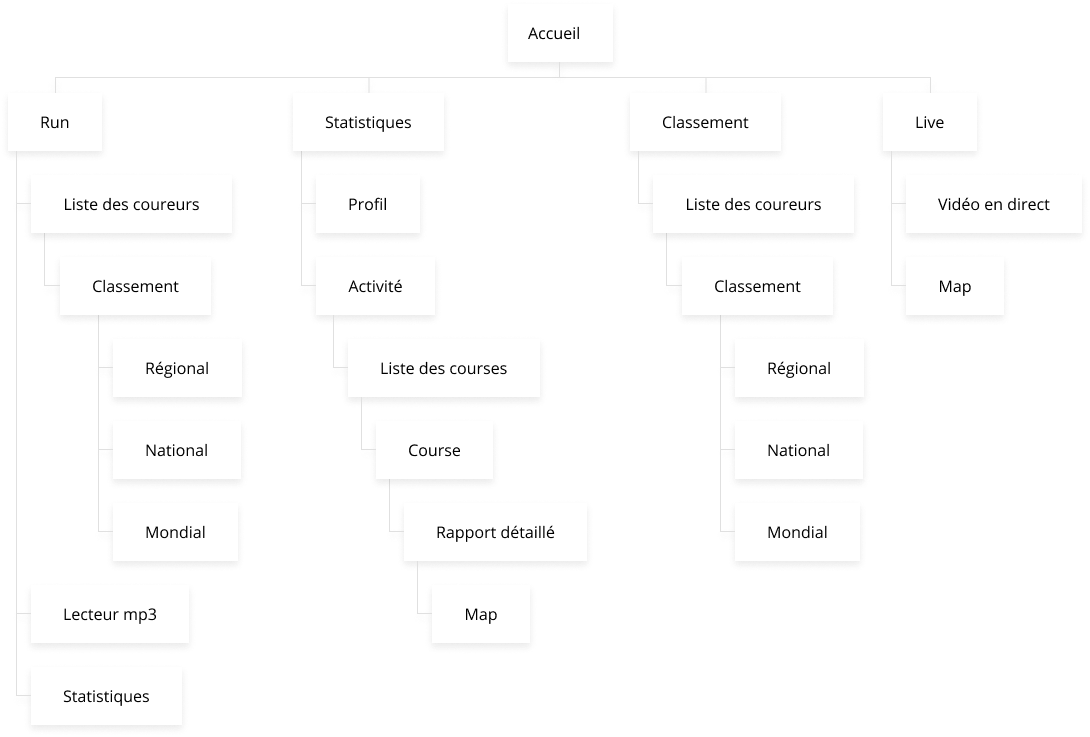 Accueil
Run
Liste des coureurs
Classement
Régional
National
Mondial
Lecteur mp3
Statistiques
Statistiques
Profil
Activité
Liste des courses
Course
Rapport détaillé
Map
Classement
Liste des coureurs
Classement
Régional
National
Mondial
Live
Vidéo en direct
Map